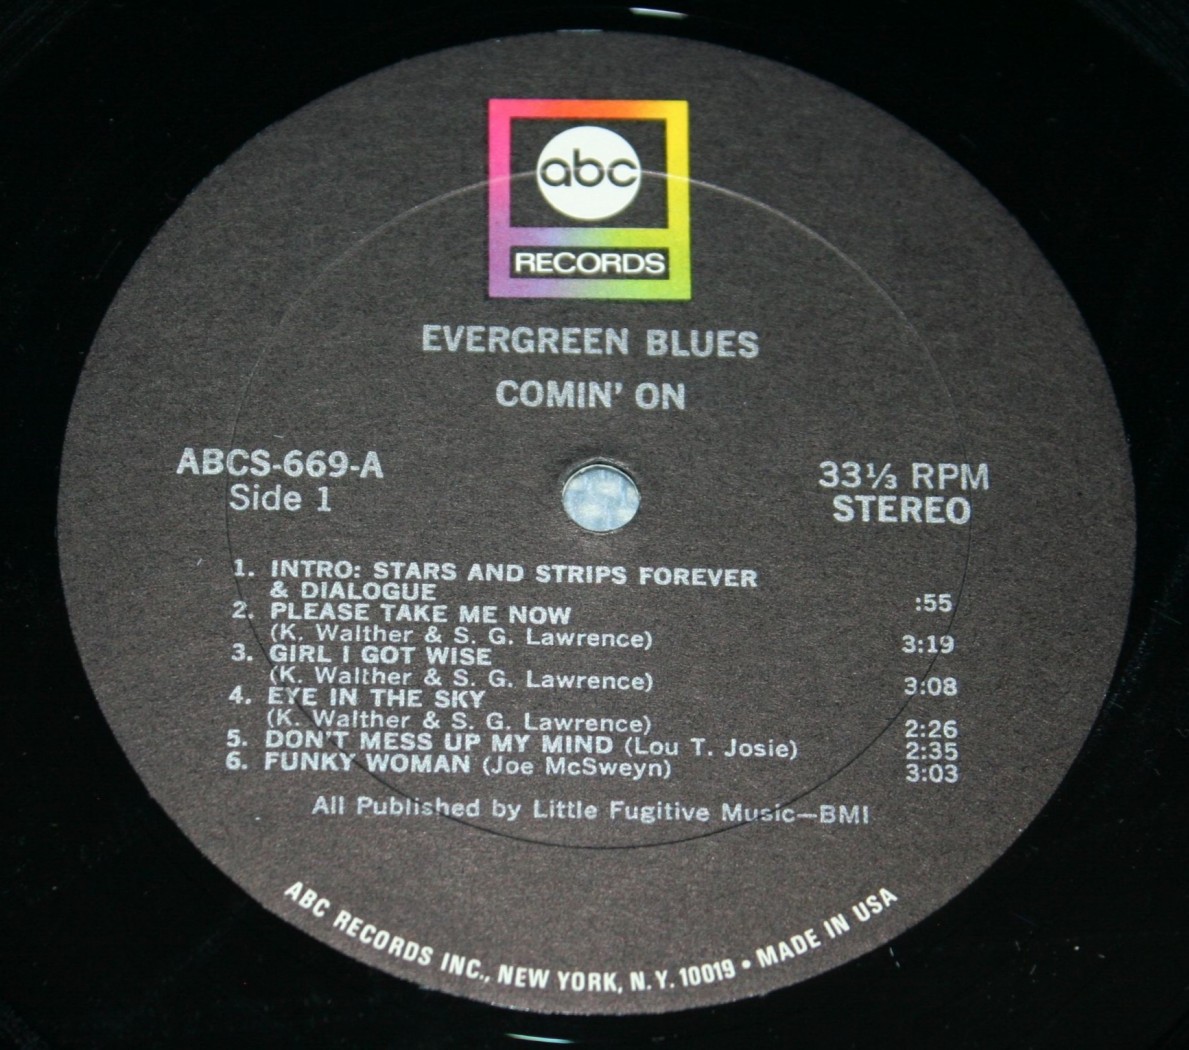 abc
RECORDS
EVERGREEN BLUES
COMIN' ON
ABCS-669-A
Side 1
33⅓ RPM
STEREO
1. INTRO: STARS AND STRIPS FOREVER
& DIALOGUE :55
2. PLEASE TAKE ME NOW
(K. Walther & S. G. Lawrence) 3:19
3. GIRL I GOT WISE
(K. Walther & S. G. Lawrence) 3:08
4. EYE IN THE SKY
(K. Walther & S. G. Lawrence) 2:26
5. DON'T MESS UP MY MIND (Lou T. Josie) 2:35
6. FUNKY WOMAN (Joe McSweyn) 3:03
All Published by Little Fugitive Music—BMI
ABC RECORDS INC., NEW YORK, N.Y. 10019 • MADE IN USA